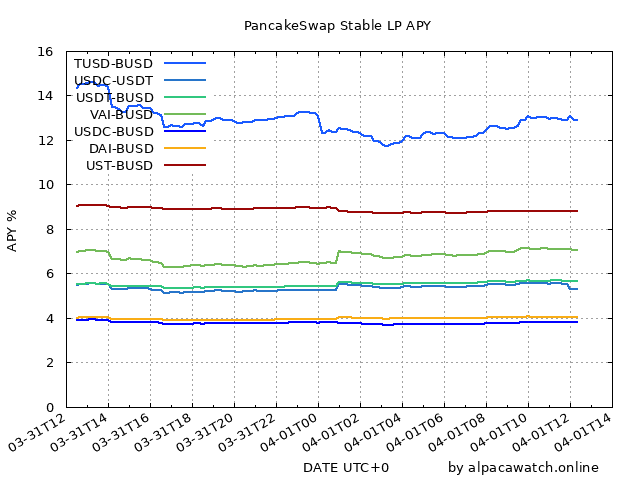 PancakeSwap Stable LP APY
APY %
16
14
12
10
8
6
4
2
0
TUSD-BUSD
USDC-USDT
USDT-BUSD
VAI-BUSD
USDC-BUSD
DAI-BUSD
UST-BUSD
03-31T12
03-31T14
03-31T16
03-31T18
03-31T20
03-31T22
04-01T00
04-01T02
04-01T04
04-01T06
04-01T08
04-01T10
04-01T12
04-01T14
DATE UTC+0
by alpacawatch.online